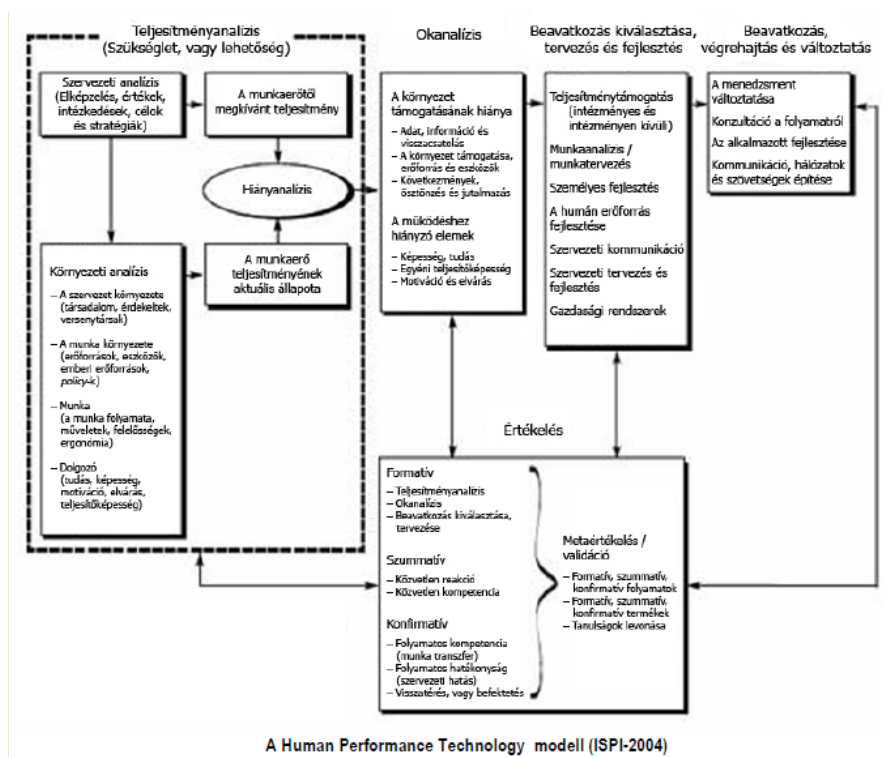 Teljesítményanalízis
(Szükséglet, vagy lehetőség)
Szervezeti analízis
(Elképzelés, értékek,
intézkedések, célok
és stratégiák)
A munkaerőtől
megkívánt teljesítmény
Hiányanalízis
Környezeti analízis
– A szervezet környezete
(társadalom, érdekeltek,
versenytársak)
– A munka környezete
(erőforrások, eszközök,
emberi erőforrások,
policy-k)
– Munka
(a munka folyamata,
műveletek, felelősségek,
ergonómia)
– Dolgozó
(tudás, képesség,
motiváció, elvárás,
teljesítőképesség)
A munkaerő
teljesítményének
aktuális állapota
Okanalízis
A környezet
támogatásának hiánya
– Adat, információ és
visszacsatolás
– A környezet támogatása,
erőforrás és eszközök
– Következmények,
ösztönzés és jutalmazás
A működéshez
hiányzó elemek
– Képesség, tudás
– Egyéni teljesítőképesség
– Motiváció és elvárás
Beavatkozás kiválasztása,
tervezés és fejlesztés
Teljesítménytámogatás
(intézményes és
intézményen kívüli)
Munkaanalízis /
munkatervezés
Személyes fejlesztés
A humán erőforrás
fejlesztése
Szervezeti kommunikáció
Szervezeti tervezés és
fejlesztés
Gazdasági rendszerek
Beavatkozás,
végrehajtás és változtatás
A menedzsment
változtatása
Konzultáció a folyamatról
Az alkalmazott fejlesztése
Kommunikáció, hálózatok
és szövetségek építése
Értékelés
Formatív
– Teljesítményanalízis
– Okanalízis
– Beavatkozás kiválasztása,
tervezése
Szummatív
– Közvetlen reakció
– Közvetlen kompetencia
Konfirmatív
– Folyamatos kompetencia
(munka transzfer)
– Folyamatos hatékonyság
(szervezeti hatás)
– Visszatérés, vagy befektetés
Metaértékelés /
validáció
– Formatív, szummatív,
konfirmatív folyamatok
– Formatív, szummatív,
konfirmatív termékek
– Tanulságok levonása
A Human Performance Technology modell (ISPI-2004)